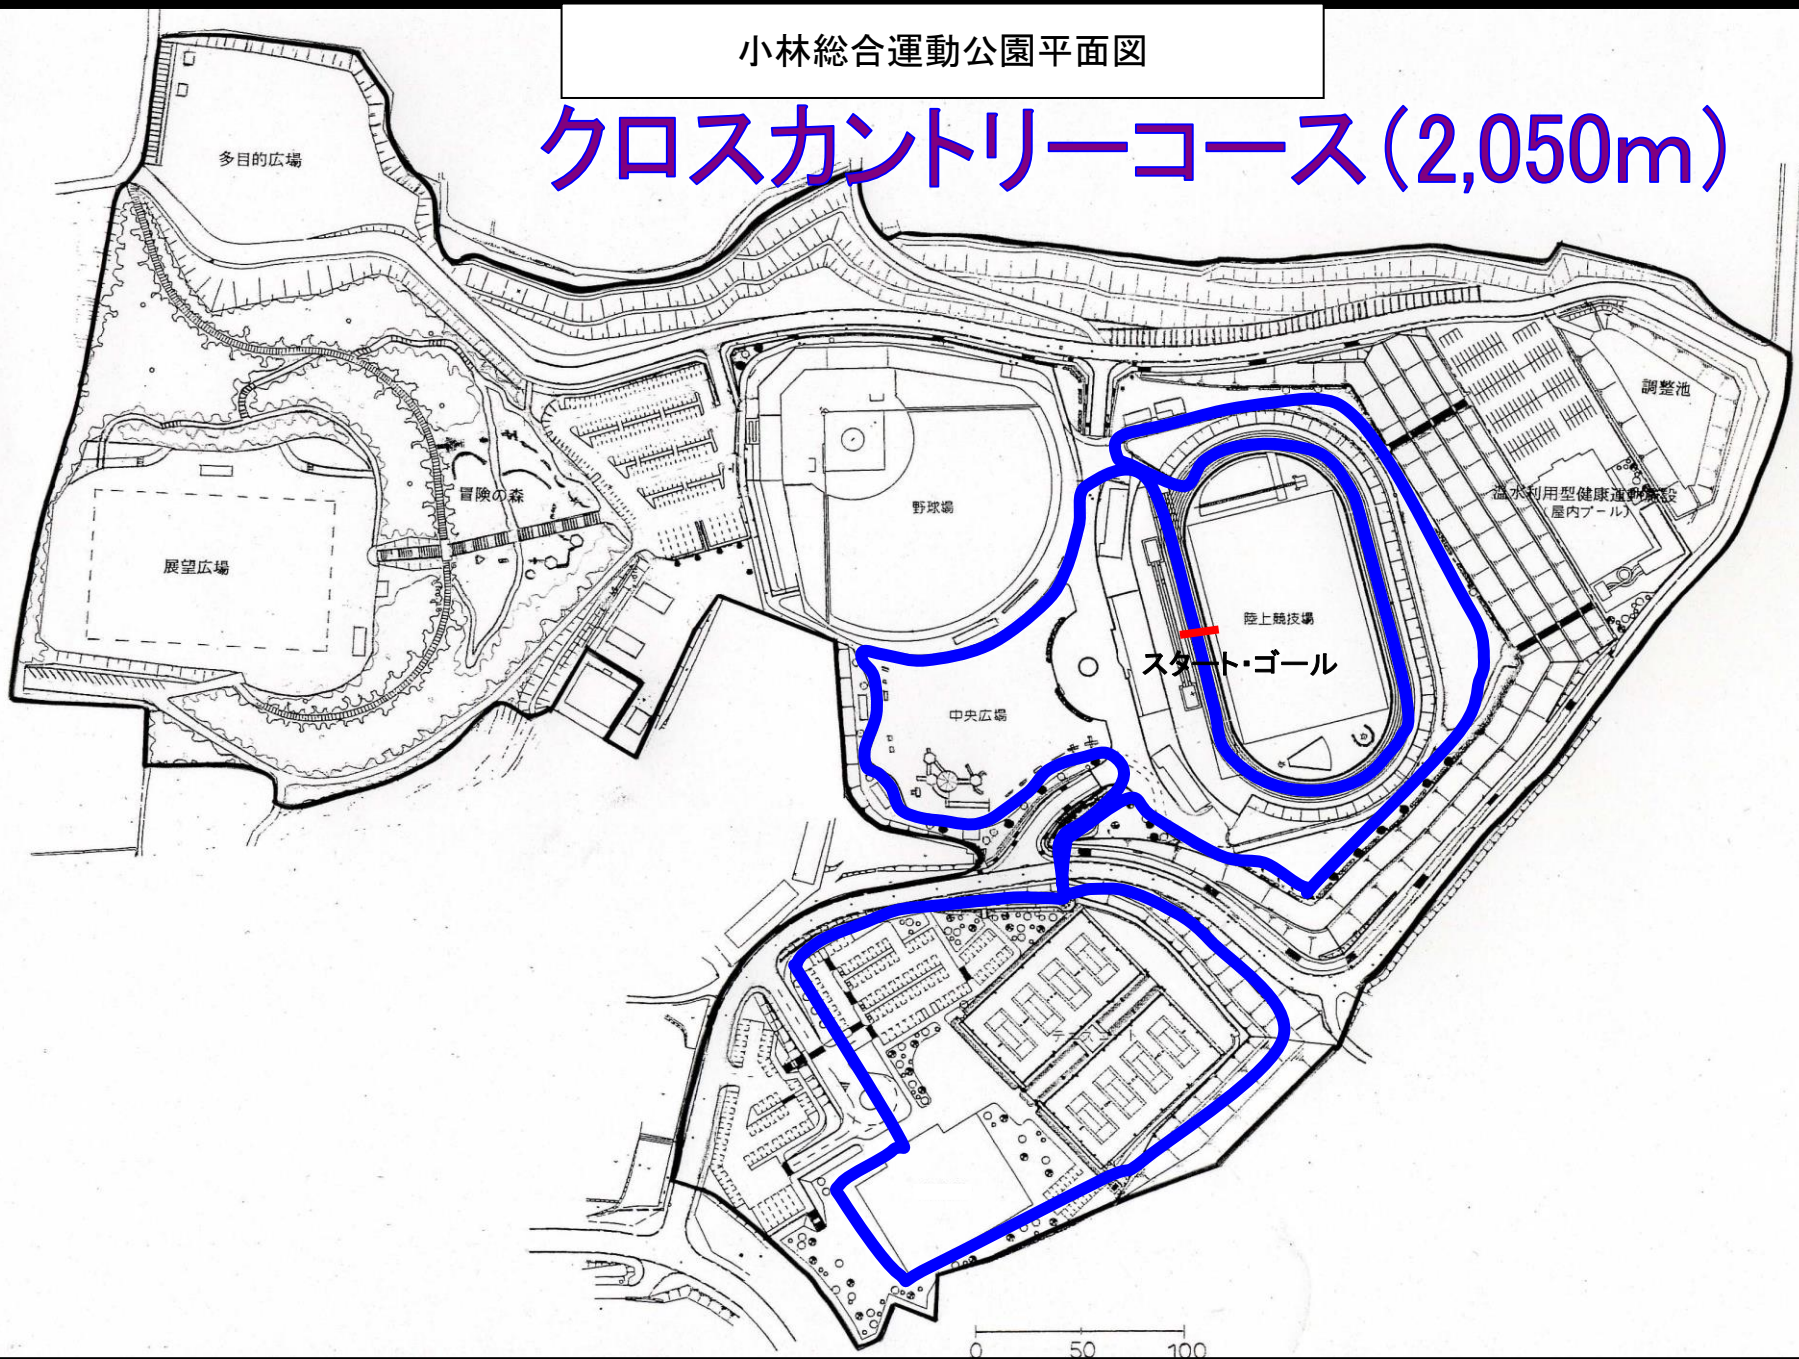 小林総合運動公園平面図
クロスカントリーコース(2,050m)
多目的広場
調整池
冒険の森
野球場
温水利用型健康運動施設
(屋内プール)
展望広場
陸上競技場
スタート・ゴール
中央広場
0 50 100